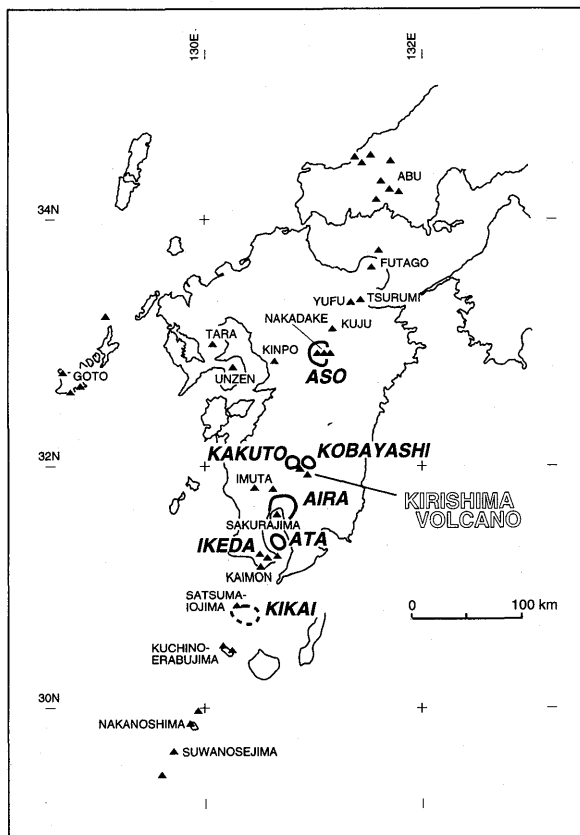 130E
132
ABU
34N
FUTAGO
YUFU
TSURUMI
NAKADAKE
KUJU
TARA
KINPO
GOTO
UNZEN
ASO
KAKUTO
KOBAYASHI
32N
IMUTA
AIRA
KIRISHIMA
VOLCANO
SAKURAJIMA
IKEDA
ATA
KAIMON
SATSUMA-
IOJIMA
KIKAI
0
100 km
KUCHINO-
ERABUJIMA
30N
NAKANOSHIMA
SUWANOSEJIMA